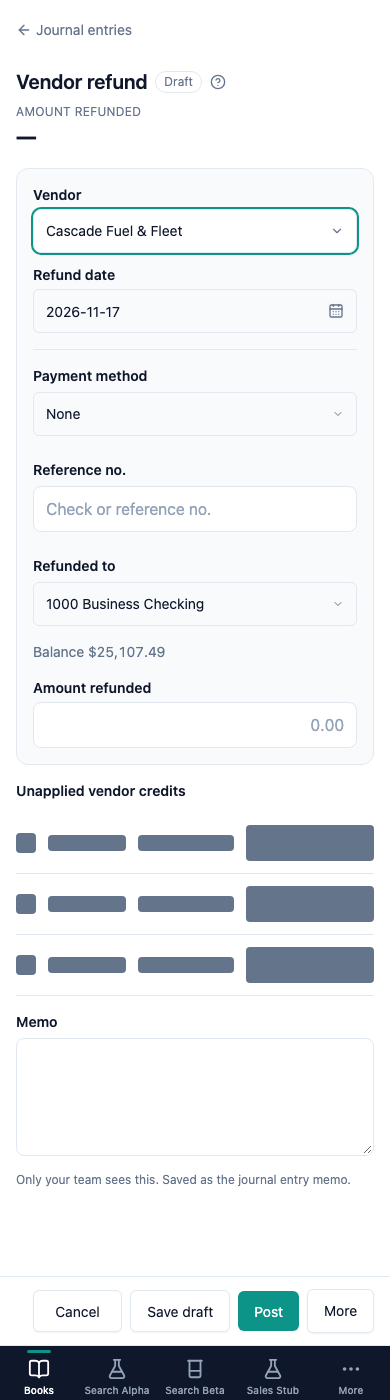 Journal entries
Vendor refund Draft
AMOUNT REFUNDED
—
Vendor
Cascade Fuel & Fleet
Refund date
2026-11-17
Payment method
None
Reference no.
Check or reference no.
Refunded to
1000 Business Checking
Balance $25,107.49
Amount refunded
0.00
Unapplied vendor credits
Memo
Only your team sees this. Saved as the journal entry memo.
Cancel Save draft Post More
Books Search Alpha Search Beta Sales Stub More